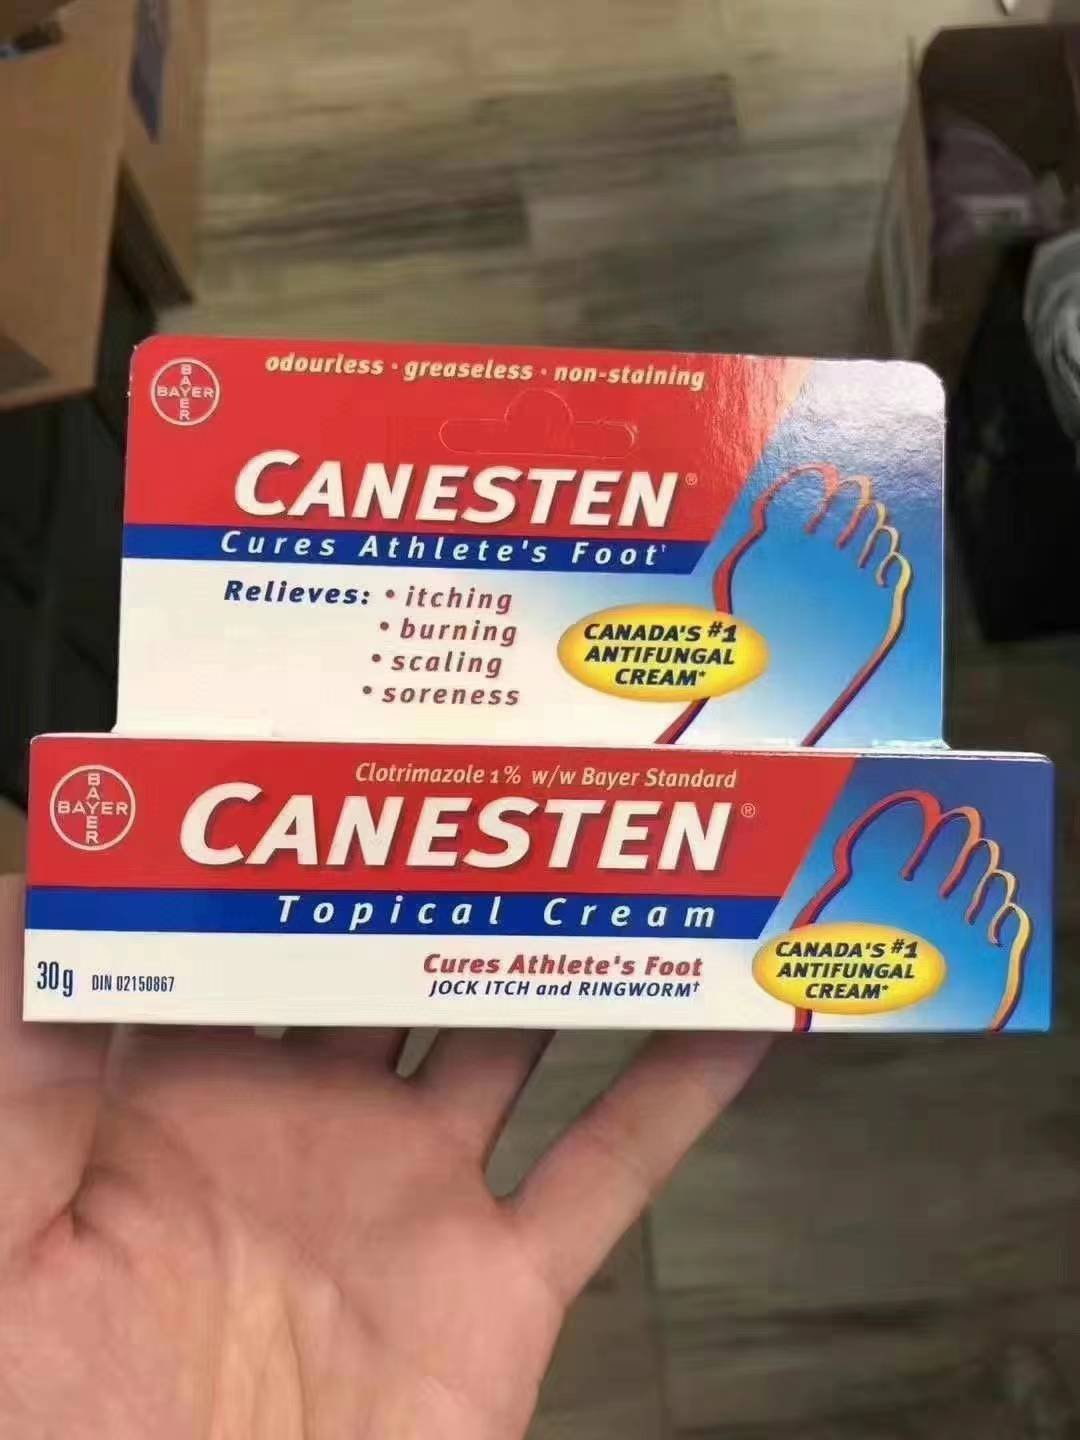 BAYER
BAYER
odourless · greaseless · non-staining
CANESTEN®
Cures Athlete's Foot†
Relieves: • itching
• burning
• scaling
• soreness
CANADA'S #1
ANTIFUNGAL
CREAM*
BAYER
BAYER
Clotrimazole 1% w/w Bayer Standard
CANESTEN®
Topical Cream
30g DIN 02150867
Cures Athlete's Foot
JOCK ITCH and RINGWORM†
CANADA'S #1
ANTIFUNGAL
CREAM*